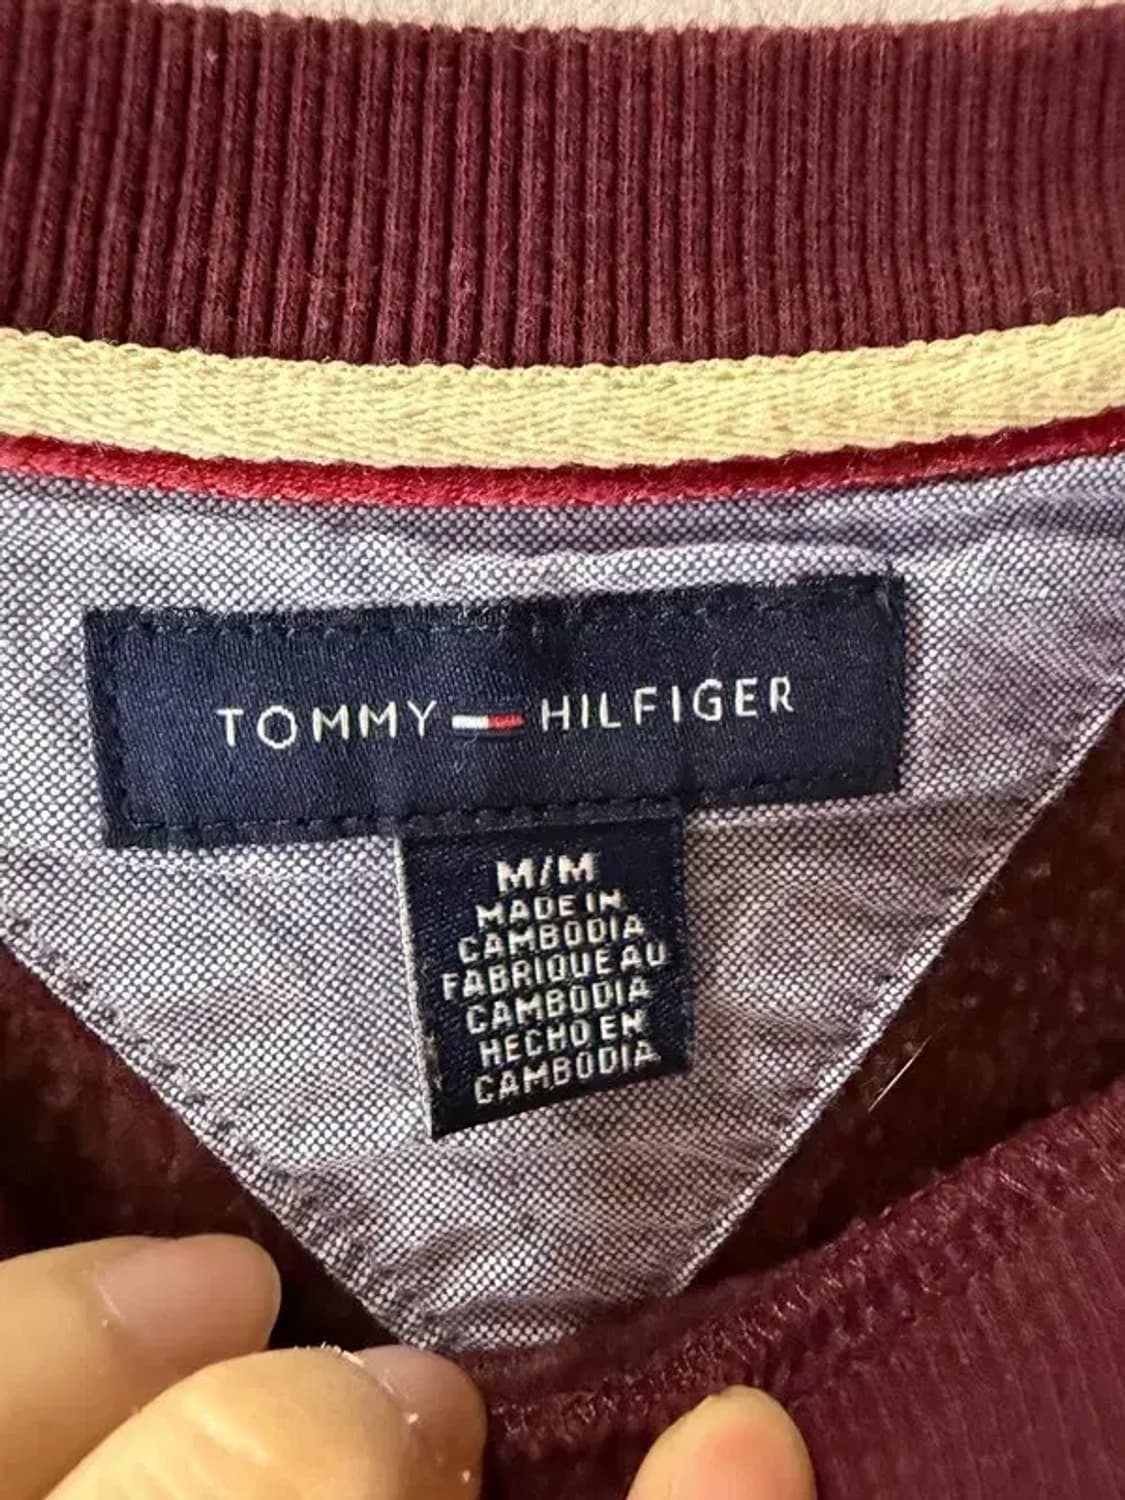 TOMMY HILFIGER
M/M
MADE IN
CAMBODIA
FABRIQUE AU
CAMBODIA
HECHO EN
CAMBODIA